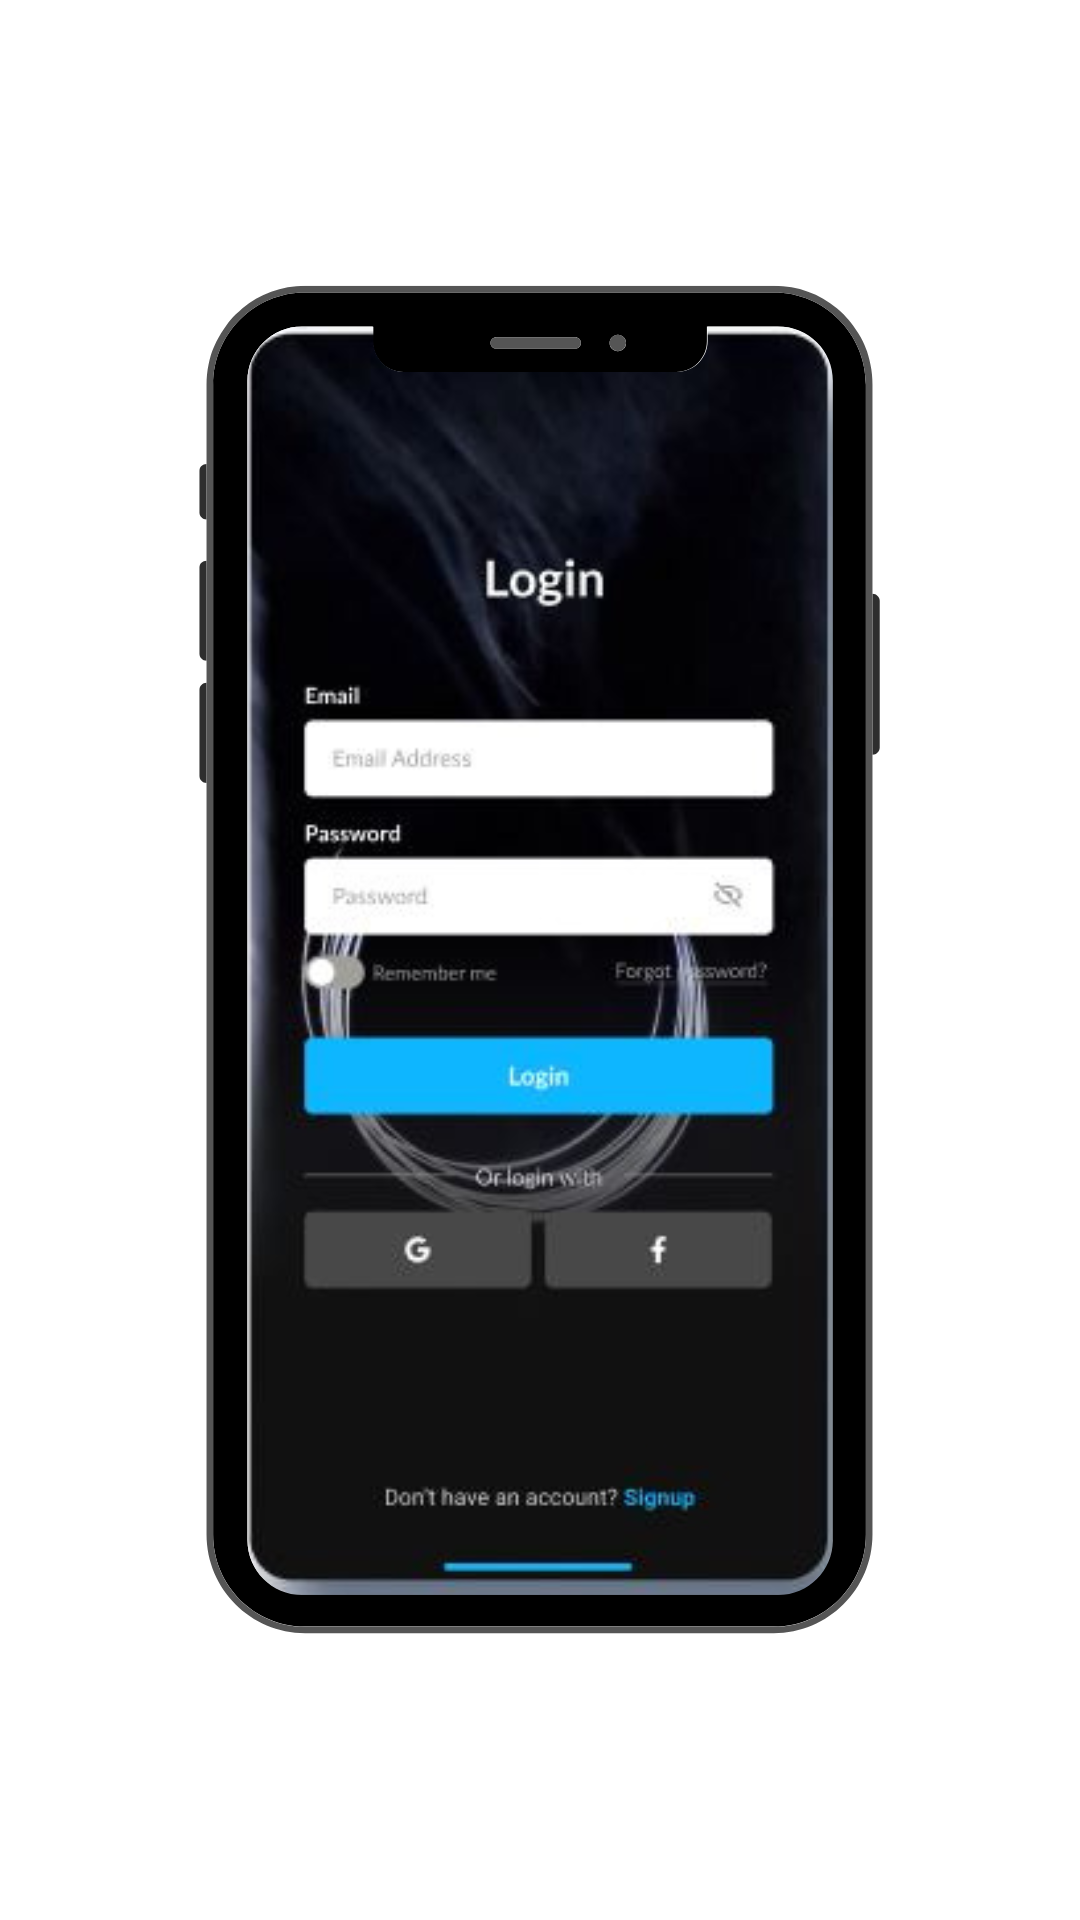 Login
Email
Email Address
Password
Password
Remember me Forgot password?
Login
Or login with
G f
Don't have an account? Signup